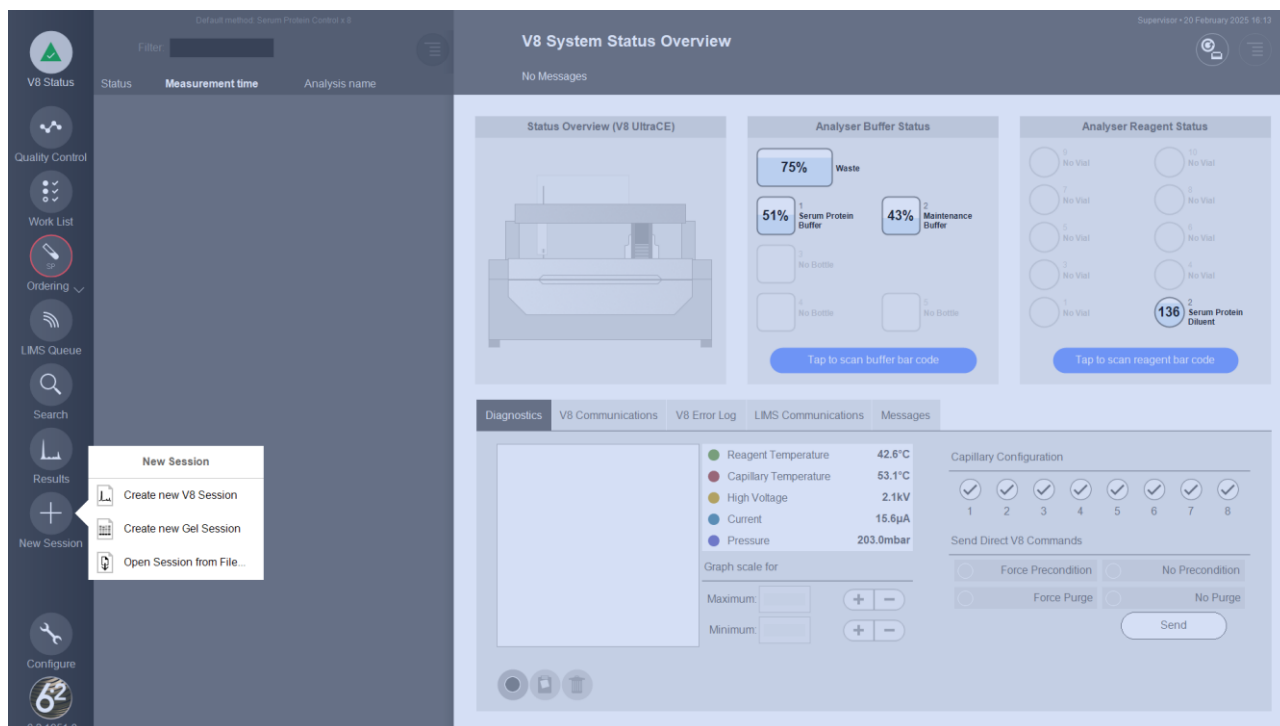 Default method: Serum Protein Control x 8
Supervisor • 20 February 2025 16:13
Filter:
V8 System Status Overview
No Messages
V8 Status
Status Measurement time Analysis name
Quality Control
Work List
SP
Ordering
LIMS Queue
Search
Results
New Session
Configure
New Session
Create new V8 Session
Create new Gel Session
Open Session from File...
Status Overview (V8 UltraCE)
Analyser Buffer Status
75% Waste
51% 1 Serum Protein Buffer
43% 2 Maintenance Buffer
3 No Bottle
4 No Bottle
5 No Bottle
Tap to scan buffer bar code
Analyser Reagent Status
9 No Vial
10 No Vial
7 No Vial
8 No Vial
5 No Vial
6 No Vial
3 No Vial
4 No Vial
1 No Vial
136 2 Serum Protein Diluent
Tap to scan reagent bar code
Diagnostics V8 Communications V8 Error Log LIMS Communications Messages
Reagent Temperature 42.6°C
Capillary Temperature 53.1°C
High Voltage 2.1kV
Current 15.6µA
Pressure 203.0mbar
Graph scale for
Maximum:
Minimum:
Capillary Configuration
1 2 3 4 5 6 7 8
Send Direct V8 Commands
Force Precondition No Precondition
Force Purge No Purge
Send